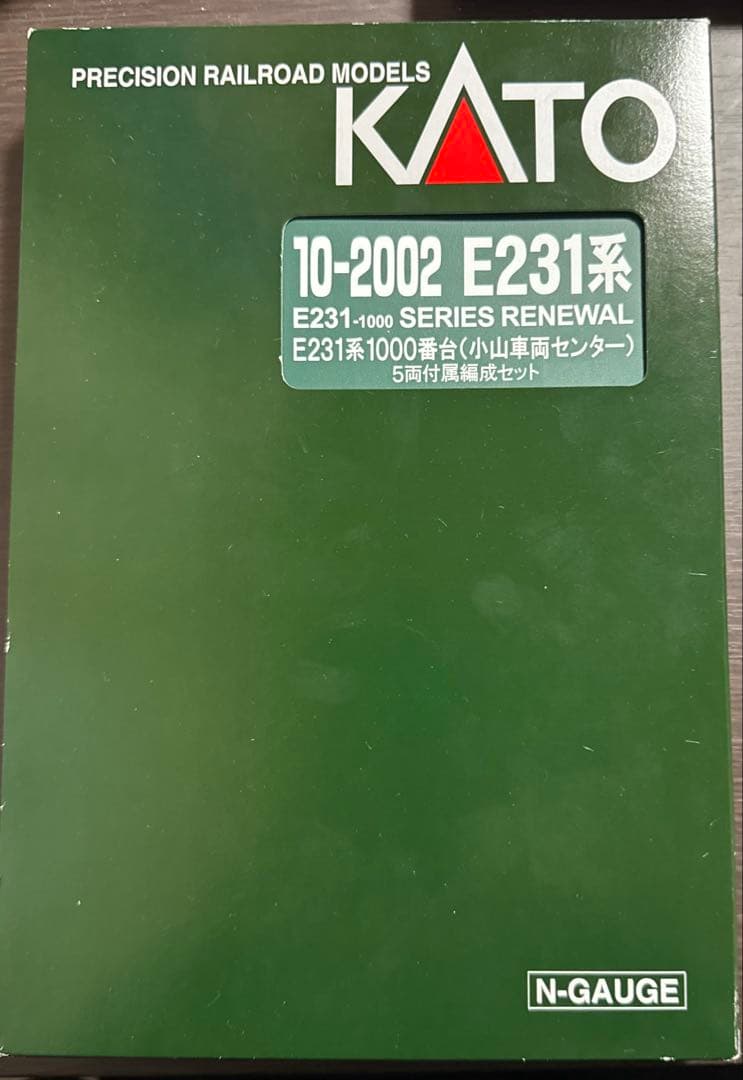 PRECISION RAILROAD MODELS
KATO
10-2002 E231系
E231-1000 SERIES RENEWAL
E231系1000番台(小山車両センター)
5両付属編成セット
N-GAUGE